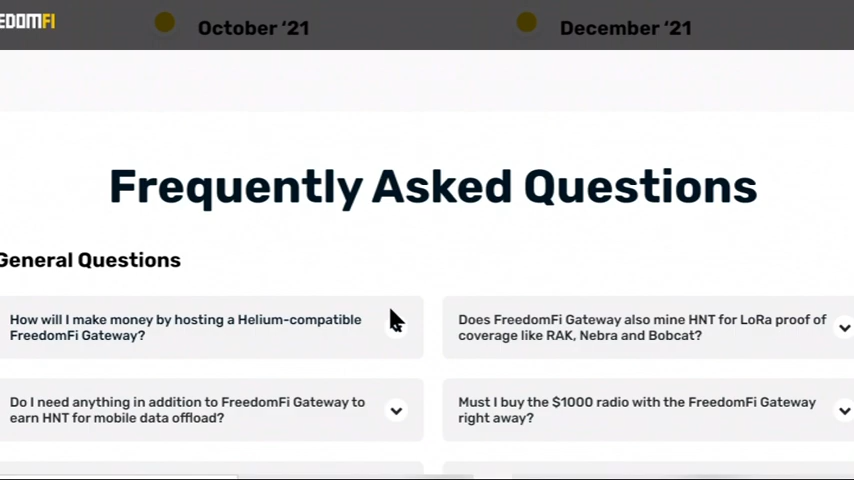 EDOMFI
October ‘21
December ‘21
Frequently Asked Questions
General Questions
How will I make money by hosting a Helium-compatible
FreedomFi Gateway?
Does FreedomFi Gateway also mine HNT for LoRa proof of
coverage like RAK, Nebra and Bobcat?
Do I need anything in addition to FreedomFi Gateway to
earn HNT for mobile data offload?
Must I buy the $1000 radio with the FreedomFi Gateway
right away?